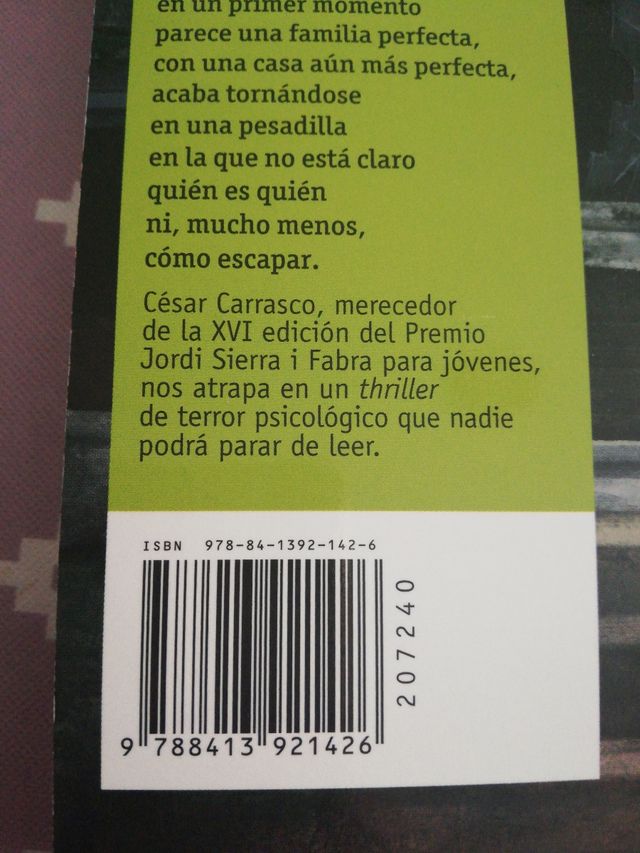 en un primer momento
parece una familia perfecta,
con una casa aún más perfecta,
acaba tornándose
en una pesadilla
en la que no está claro
quién es quién
ni, mucho menos,
cómo escapar.
César Carrasco, merecedor
de la XVI edición del Premio
Jordi Sierra i Fabra para jóvenes,
nos atrapa en un thriller
de terror psicológico que nadie
podrá parar de leer.
ISBN 978-84-1392-142-6
9 788413 921426
207240